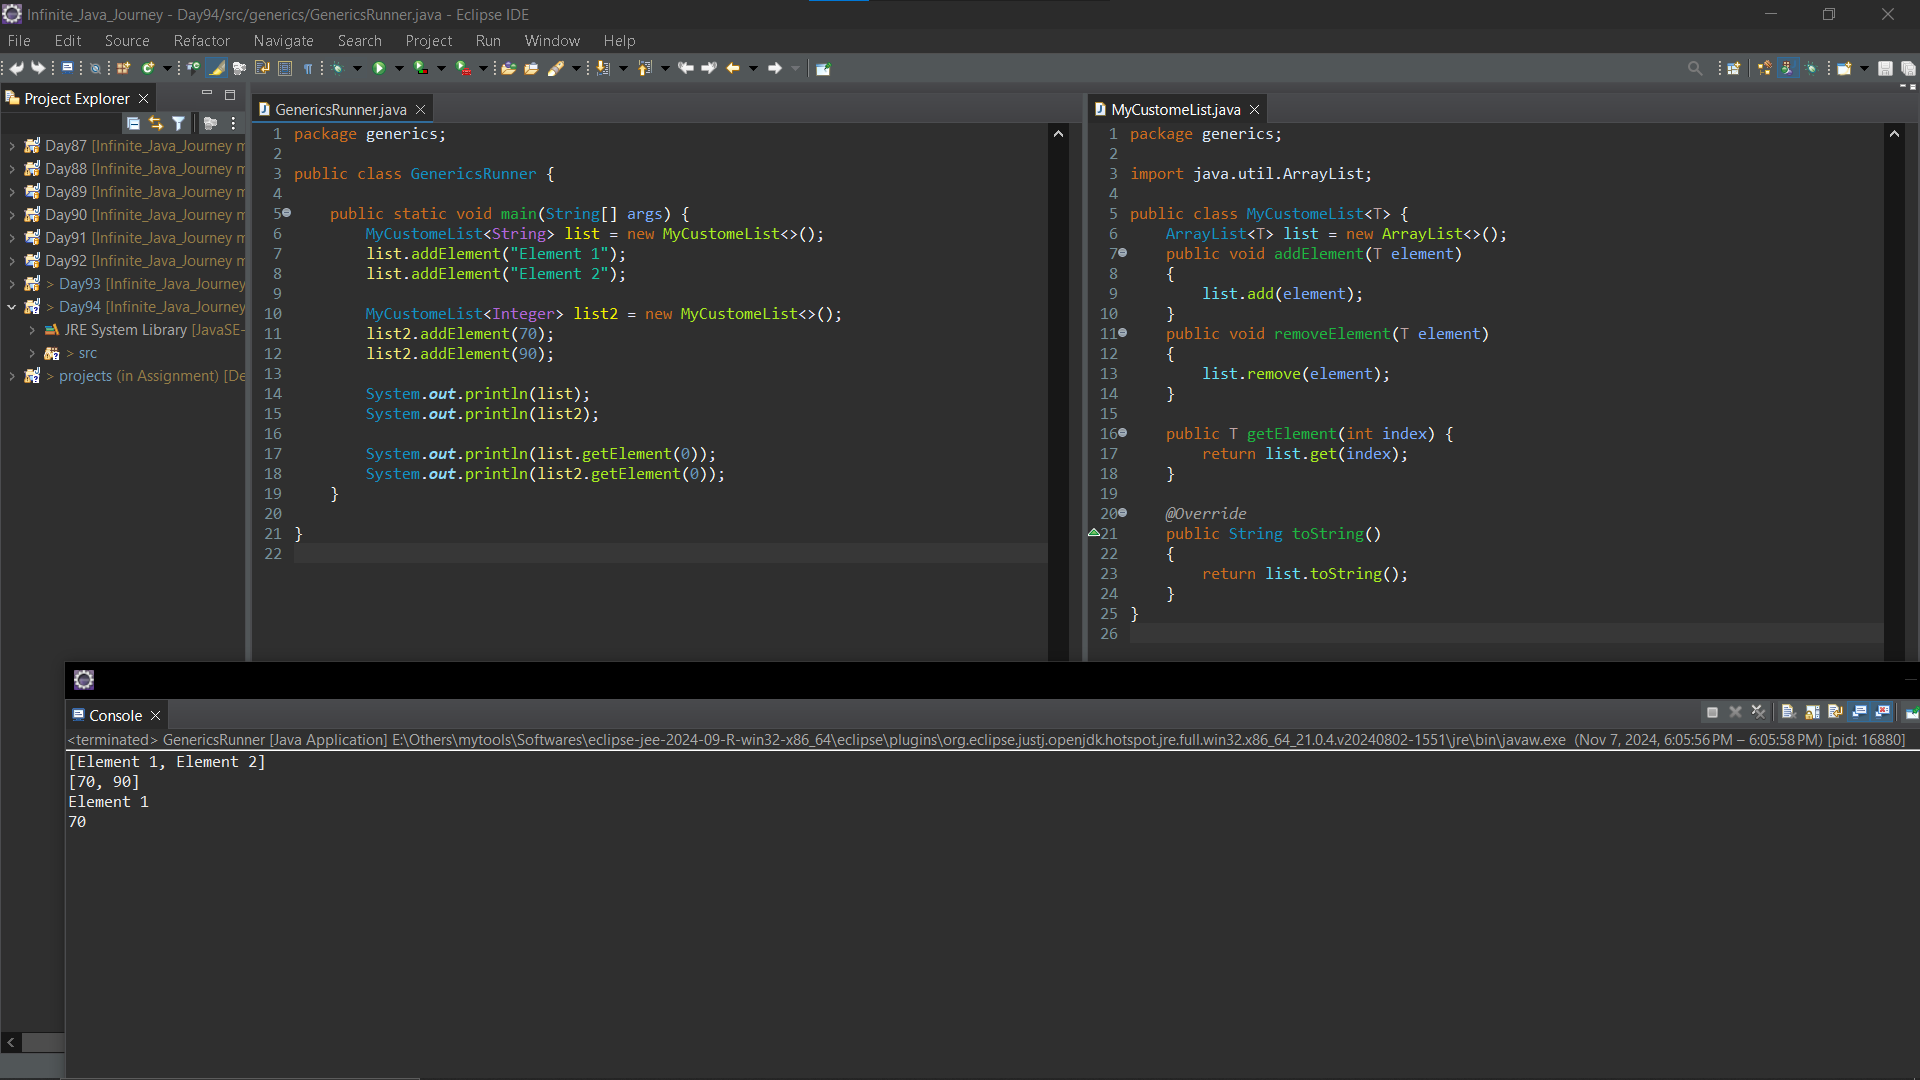 Infinite_Java_Journey - Day94/src/generics/GenericsRunner.java - Eclipse IDE
File Edit Source Refactor Navigate Search Project Run Window Help
Project Explorer
Day87 [Infinite_Java_Journey m
Day88 [Infinite_Java_Journey m
Day89 [Infinite_Java_Journey m
Day90 [Infinite_Java_Journey m
Day91 [Infinite_Java_Journey m
Day92 [Infinite_Java_Journey m
> Day93 [Infinite_Java_Journey
> Day94 [Infinite_Java_Journey
JRE System Library [JavaSE-
> src
> projects (in Assignment) [De
GenericsRunner.java
1 package generics;
2
3 public class GenericsRunner {
4
5     public static void main(String[] args) {
6         MyCustomeList<String> list = new MyCustomeList<>();
7         list.addElement("Element 1");
8         list.addElement("Element 2");
9
10         MyCustomeList<Integer> list2 = new MyCustomeList<>();
11         list2.addElement(70);
12         list2.addElement(90);
13
14         System.out.println(list);
15         System.out.println(list2);
16
17         System.out.println(list.getElement(0));
18         System.out.println(list2.getElement(0));
19     }
20
21 }
22
MyCustomeList.java
1 package generics;
2
3 import java.util.ArrayList;
4
5 public class MyCustomeList<T> {
6     ArrayList<T> list = new ArrayList<>();
7     public void addElement(T element)
8     {
9         list.add(element);
10     }
11     public void removeElement(T element)
12     {
13         list.remove(element);
14     }
15
16     public T getElement(int index) {
17         return list.get(index);
18     }
19
20     @Override
21     public String toString()
22     {
23         return list.toString();
24     }
25 }
26
Console
<terminated> GenericsRunner [Java Application] E:\Others\mytools\Softwares\eclipse-jee-2024-09-R-win32-x86_64\eclipse\plugins\org.eclipse.justj.openjdk.hotspot.jre.full.win32.x86_64_21.0.4.v20240802-1551\jre\bin\javaw.exe (Nov 7, 2024, 6:05:56 PM – 6:05:58 PM) [pid: 16880]
[Element 1, Element 2]
[70, 90]
Element 1
70